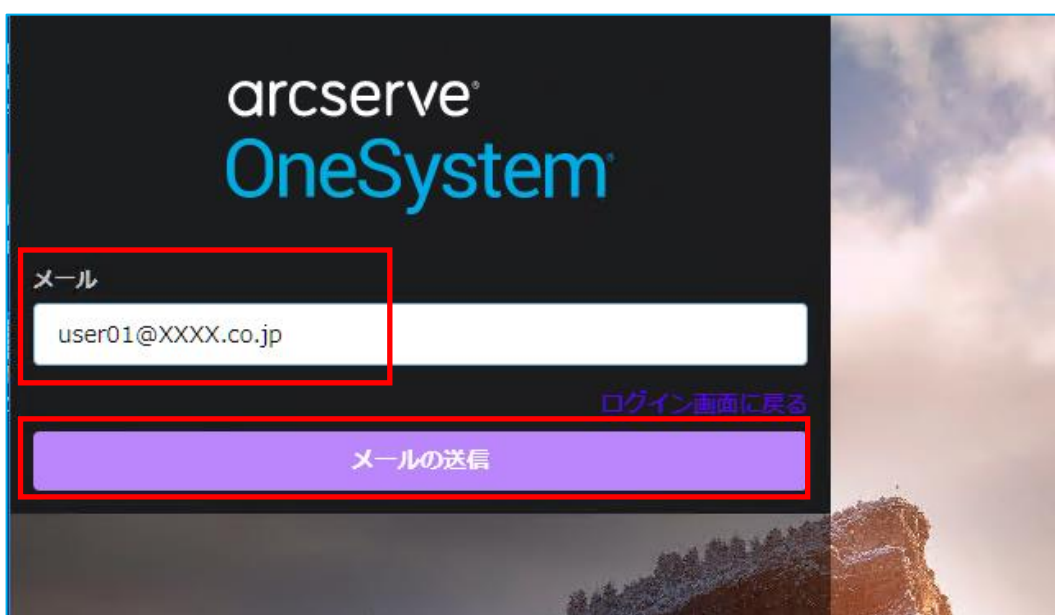 arcserve®
OneSystem®
メール
user01@XXXX.co.jp
ログイン画面に戻る
メールの送信